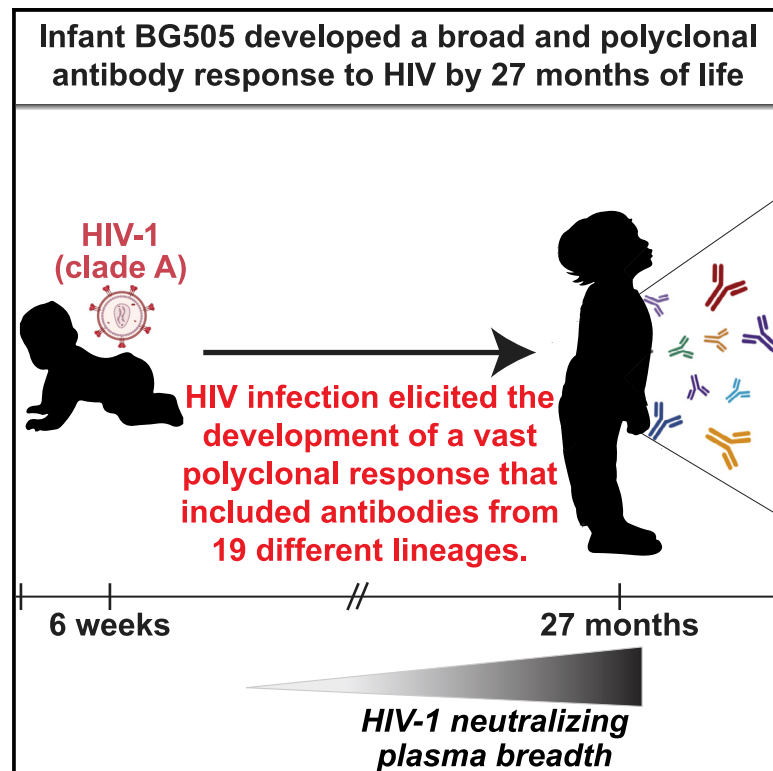 Infant BG505 developed a broad and polyclonal
antibody response to HIV by 27 months of life
HIV-1
(clade A)
HIV infection elicited the
development of a vast
polyclonal response that
included antibodies from
19 different lineages.
6 weeks
//
27 months
HIV-1 neutralizing
plasma breadth